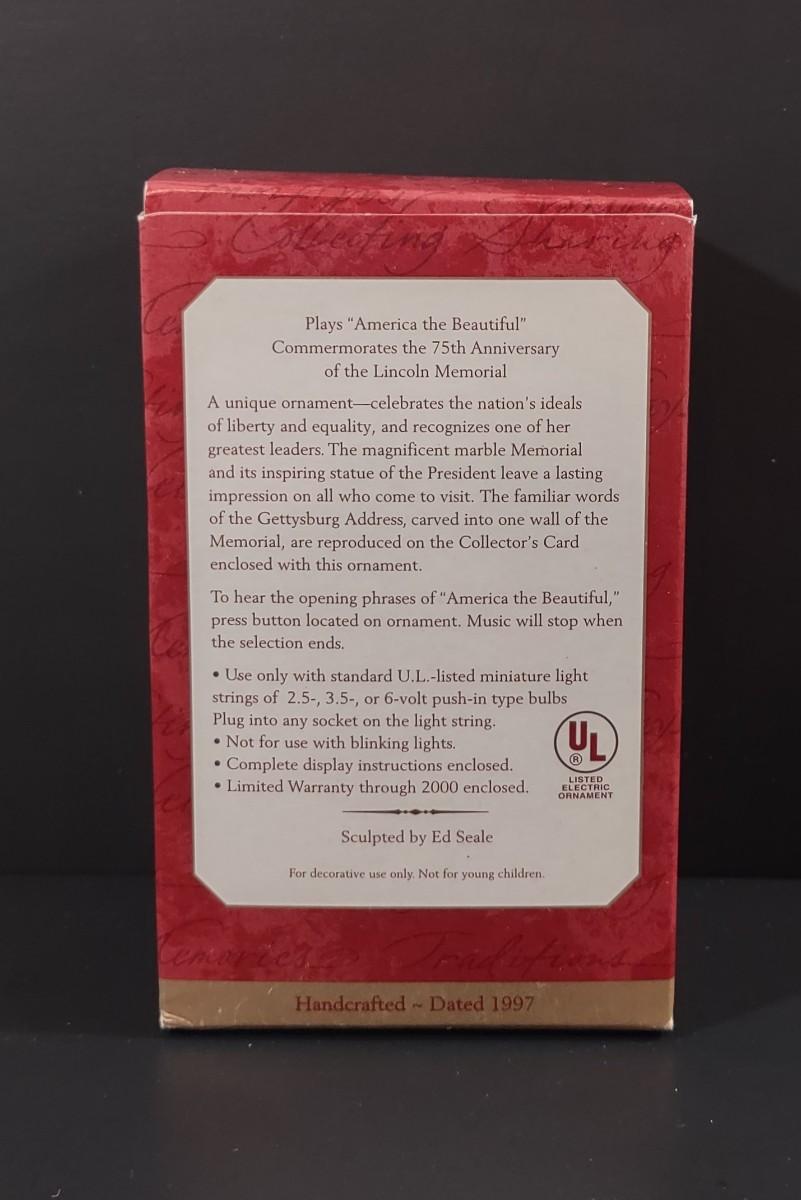 Collecting Sharing
Plays “America the Beautiful”
Commermorates the 75th Anniversary
of the Lincoln Memorial
A unique ornament—celebrates the nation's ideals
of liberty and equality, and recognizes one of her
greatest leaders. The magnificent marble Memorial
and its inspiring statue of the President leave a lasting
impression on all who come to visit. The familiar words
of the Gettysburg Address, carved into one wall of the
Memorial, are reproduced on the Collector's Card
enclosed with this ornament.
To hear the opening phrases of “America the Beautiful,”
press button located on ornament. Music will stop when
the selection ends.
• Use only with standard U.L.-listed miniature light
strings of 2.5-, 3.5-, or 6-volt push-in type bulbs
Plug into any socket on the light string.
• Not for use with blinking lights.
• Complete display instructions enclosed.
• Limited Warranty through 2000 enclosed.
UL
®
LISTED
ELECTRIC
ORNAMENT
Sculpted by Ed Seale
For decorative use only. Not for young children.
Memories Traditions
Handcrafted ~ Dated 1997